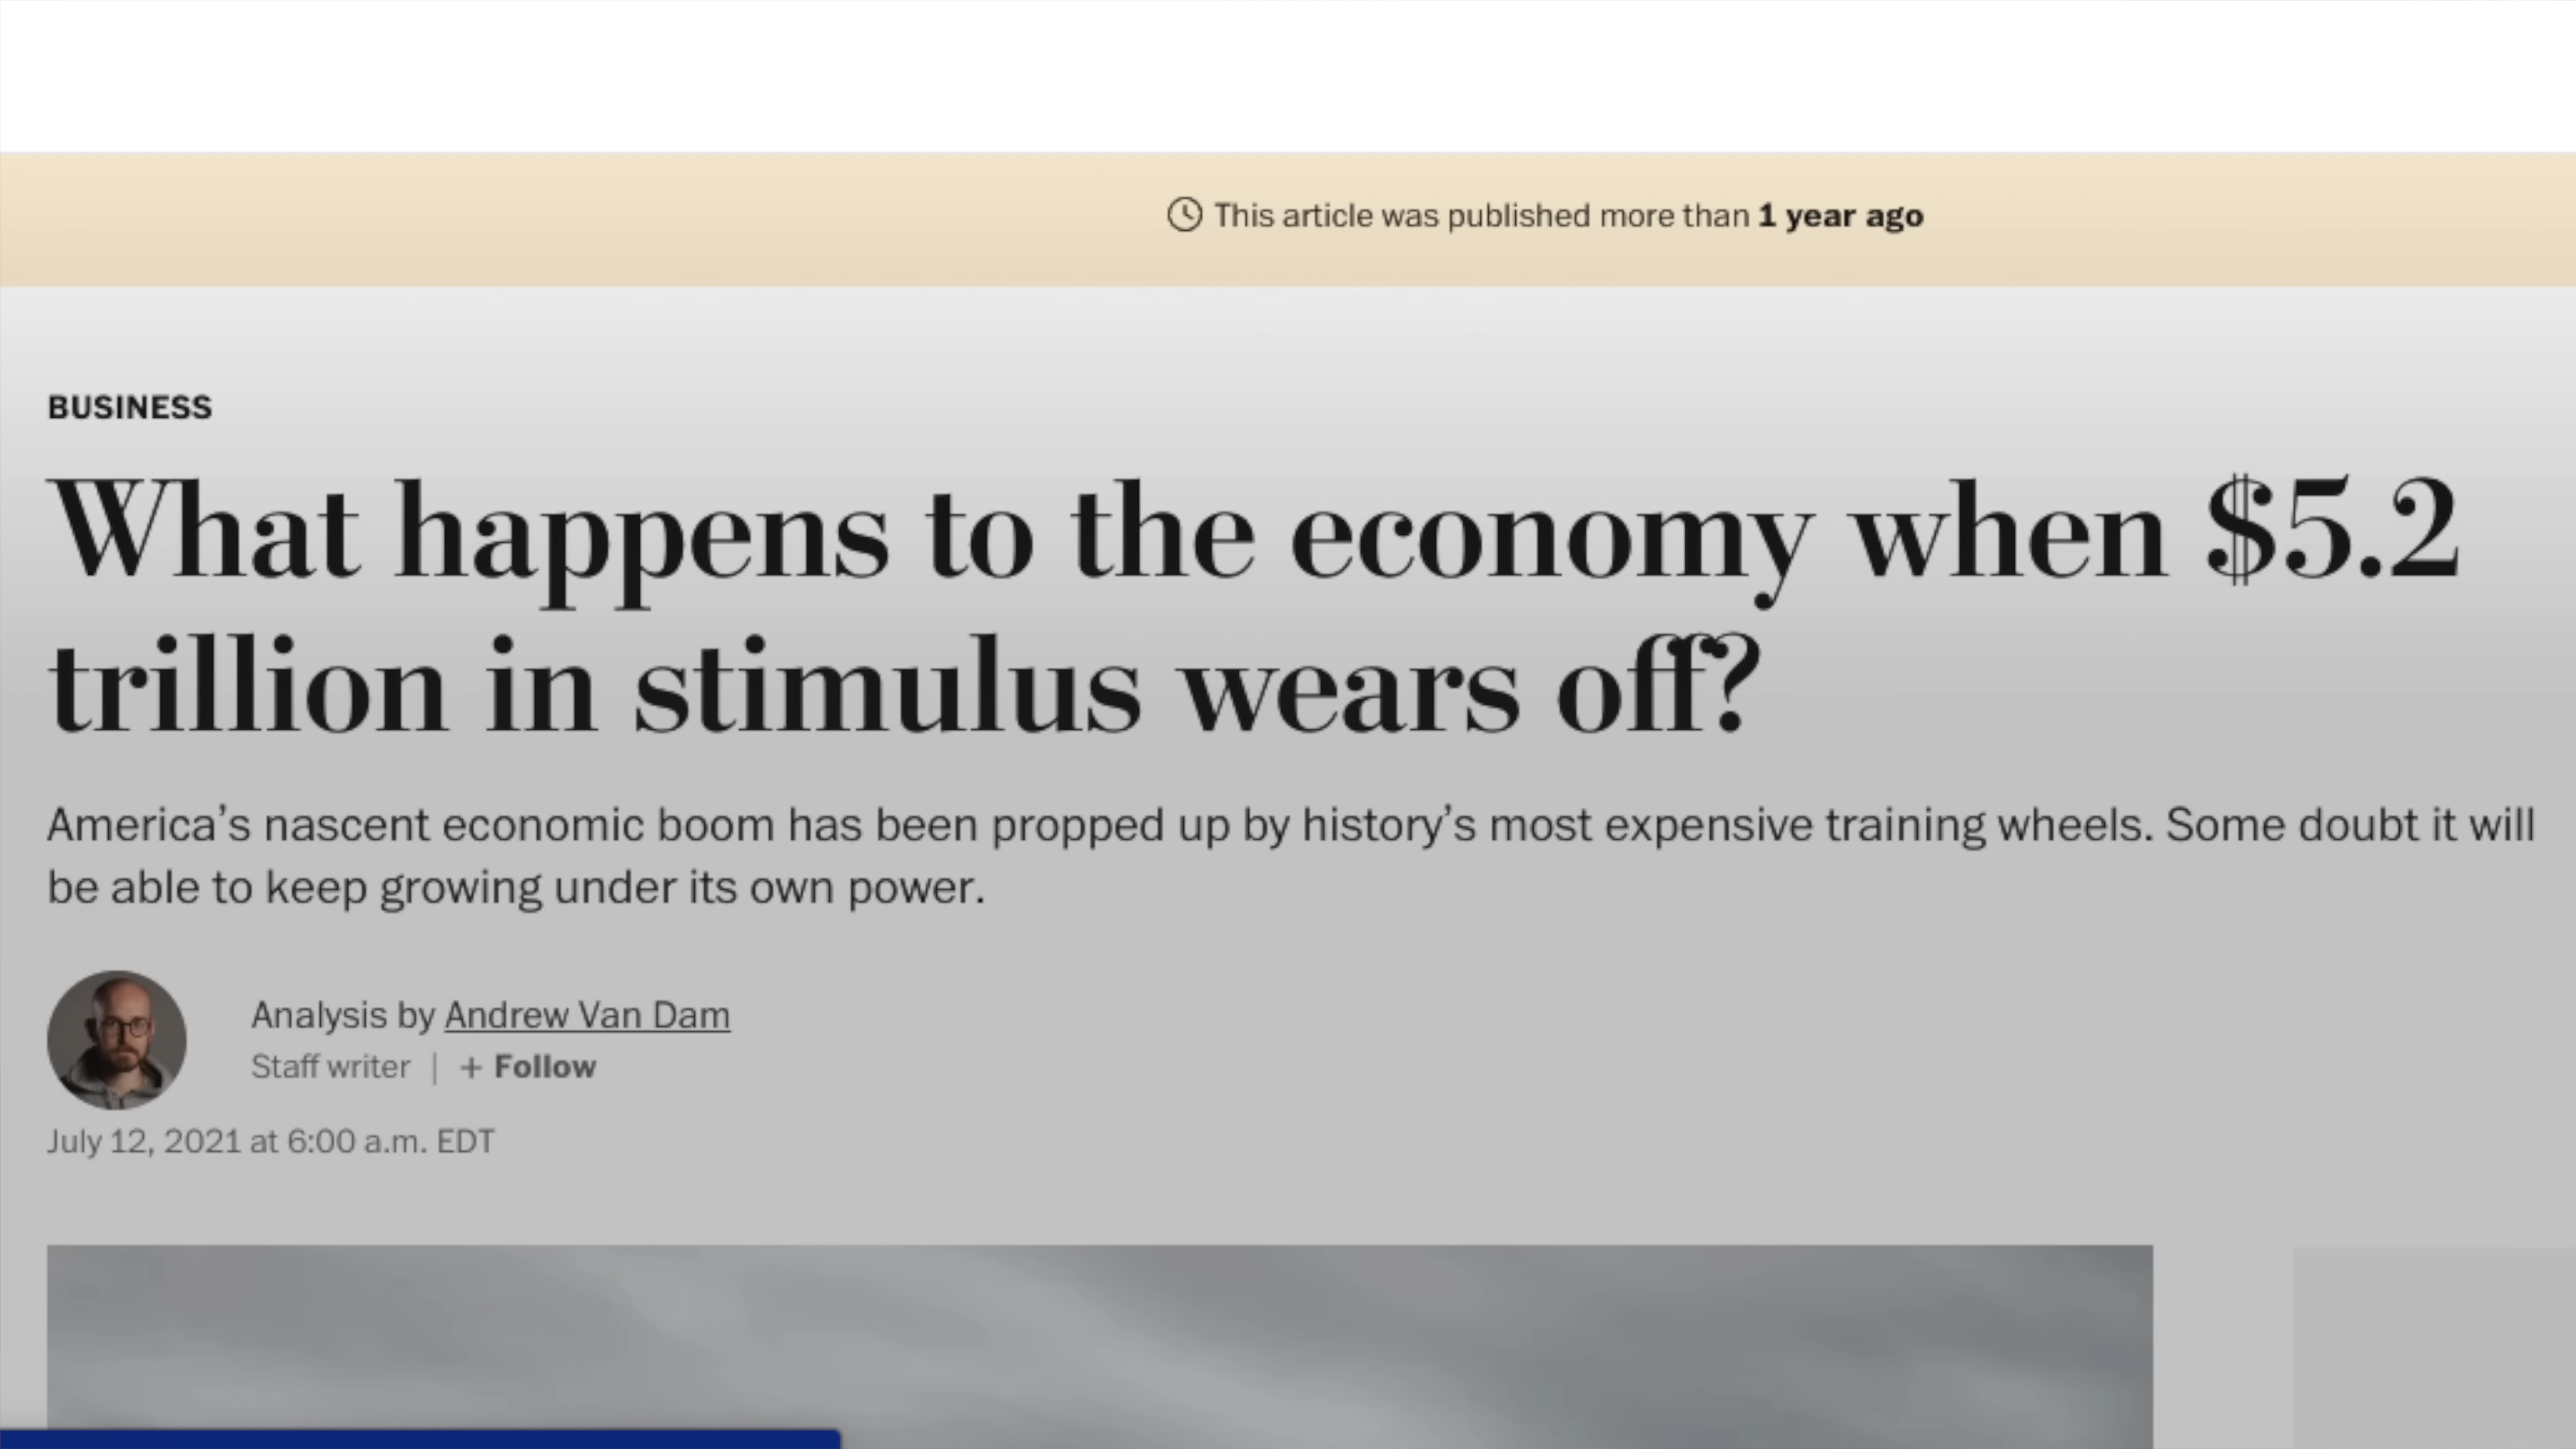 This article was published more than 1 year ago
BUSINESS
What happens to the economy when $5.2
trillion in stimulus wears off?
America’s nascent economic boom has been propped up by history’s most expensive training wheels. Some doubt it will
be able to keep growing under its own power.
Analysis by Andrew Van Dam
Staff writer | + Follow
July 12, 2021 at 6:00 a.m. EDT